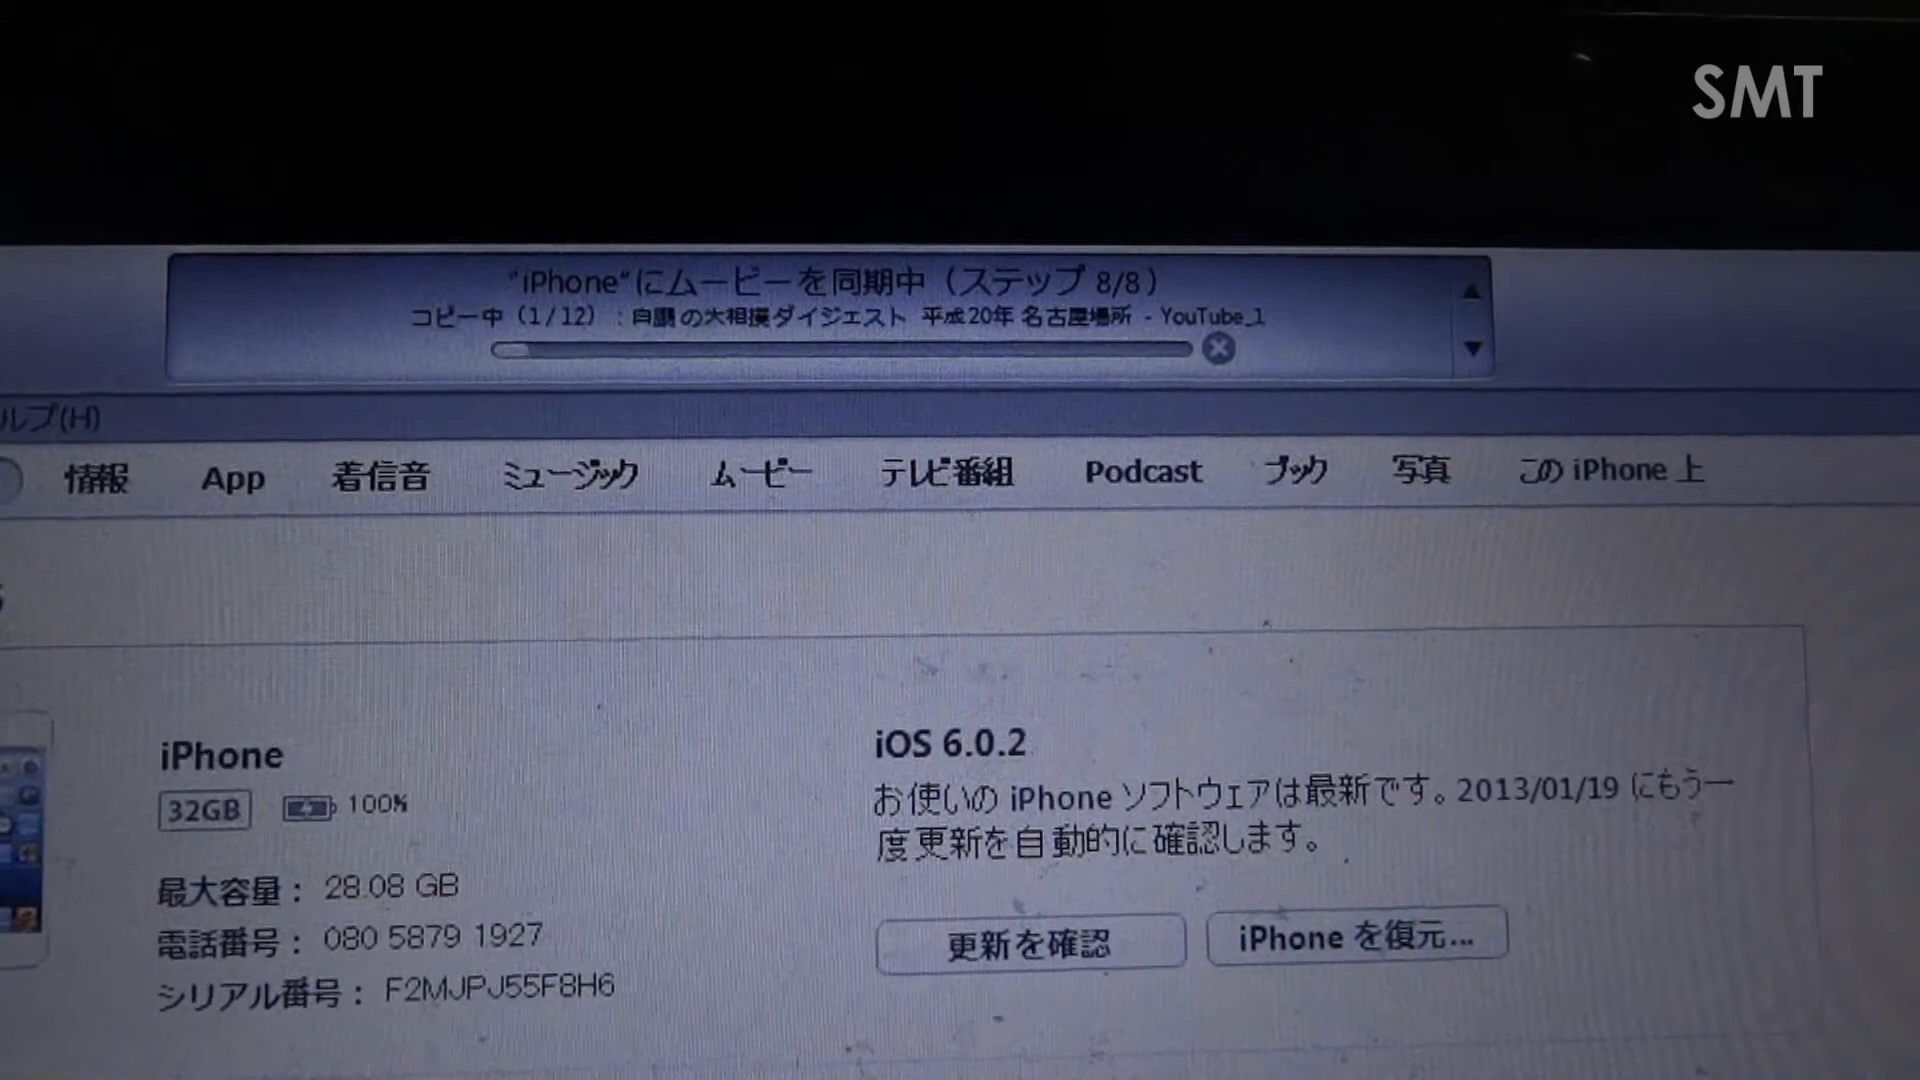 SMT
"iPhone"にムービーを同期中（ステップ 8/8）
コピー中（1/12）：白鵬の大相撲ダイジェスト 平成20年 名古屋場所 - YouTube_1
ルプ(H)
情報 App 着信音 ミュージック ムービー テレビ番組 Podcast ブック 写真 この iPhone 上
iPhone
32GB 100%
最大容量： 28.08 GB
電話番号： 080 5879 1927
シリアル番号： F2MJPJ55F8H6
iOS 6.0.2
お使いの iPhone ソフトウェアは最新です。2013/01/19 にもう一
度更新を自動的に確認します。
更新を確認 iPhone を復元...